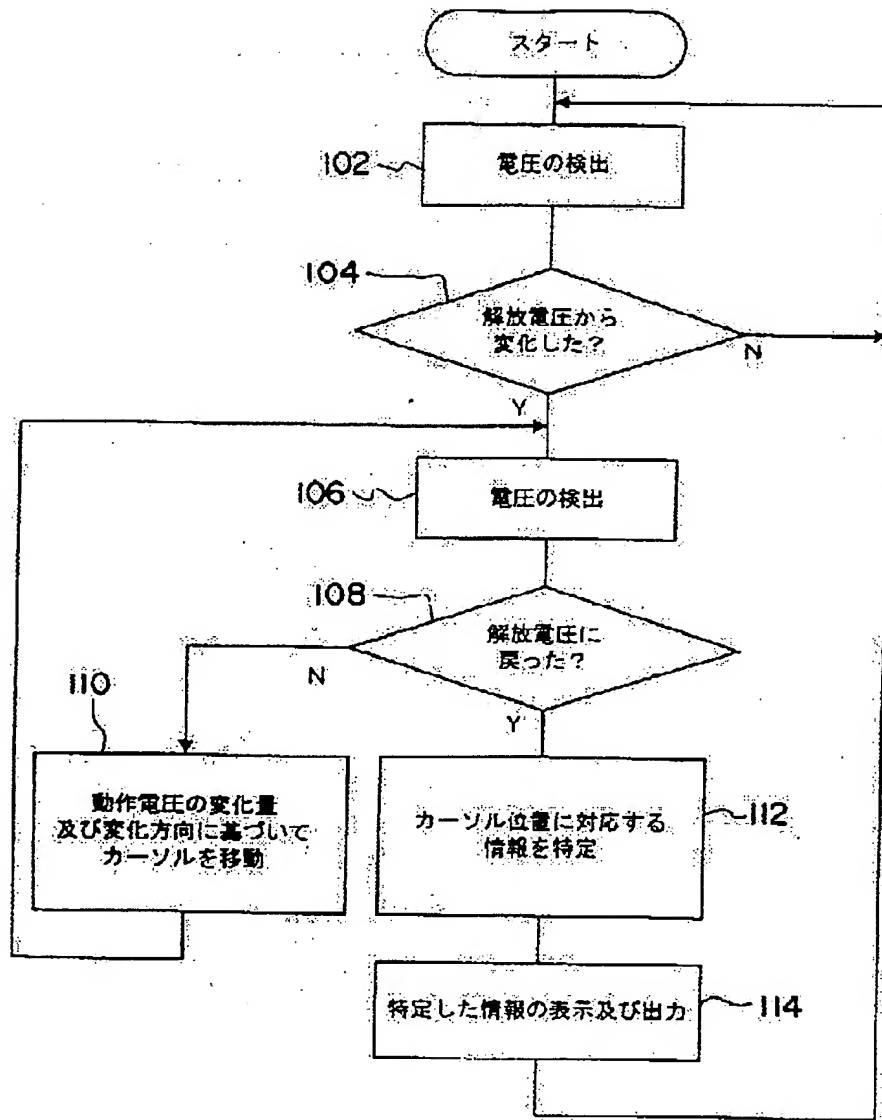 スタート
102
電圧の検出
104
解放電圧から
変化した？
N
Y
106
電圧の検出
108
解放電圧に
戻った？
N
Y
110
動作電圧の変化量
及び変化方向に基づいて
カーソルを移動
カーソル位置に対応する
情報を特定
112
特定した情報の表示及び出力
114